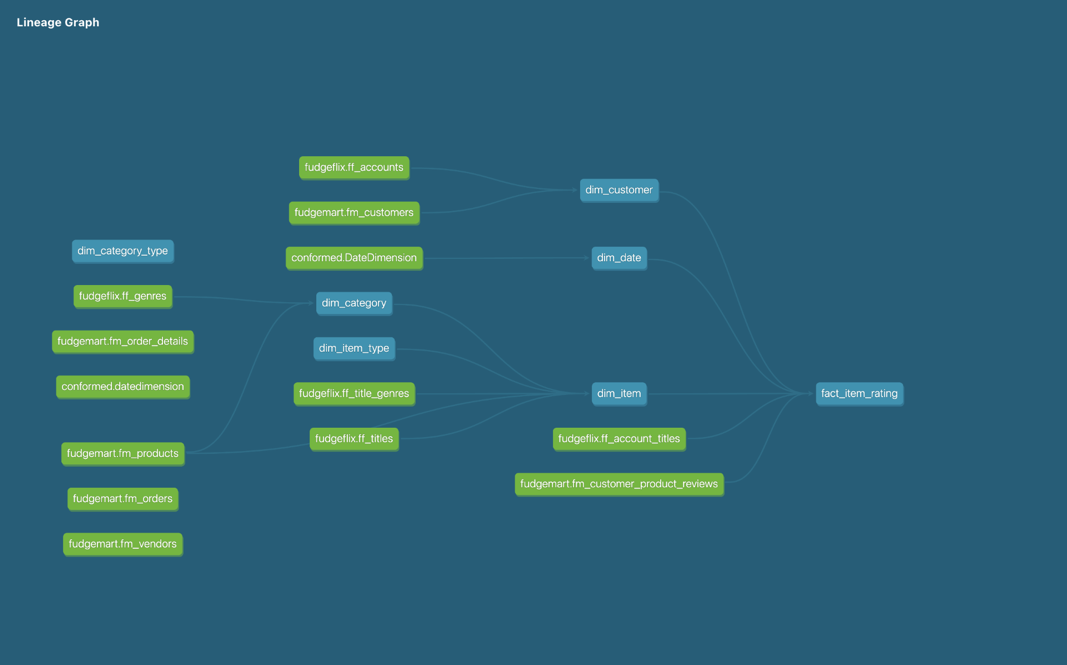 Lineage Graph
fudgeflix.ff_accounts
dim_customer
fudgemart.fm_customers
dim_category_type
conformed.DateDimension
dim_date
fudgeflix.ff_genres
dim_category
fudgemart.fm_order_details
dim_item_type
conformed.datedimension
fudgeflix.ff_title_genres
dim_item
fact_item_rating
fudgeflix.ff_titles
fudgeflix.ff_account_titles
fudgemart.fm_products
fudgemart.fm_customer_product_reviews
fudgemart.fm_orders
fudgemart.fm_vendors